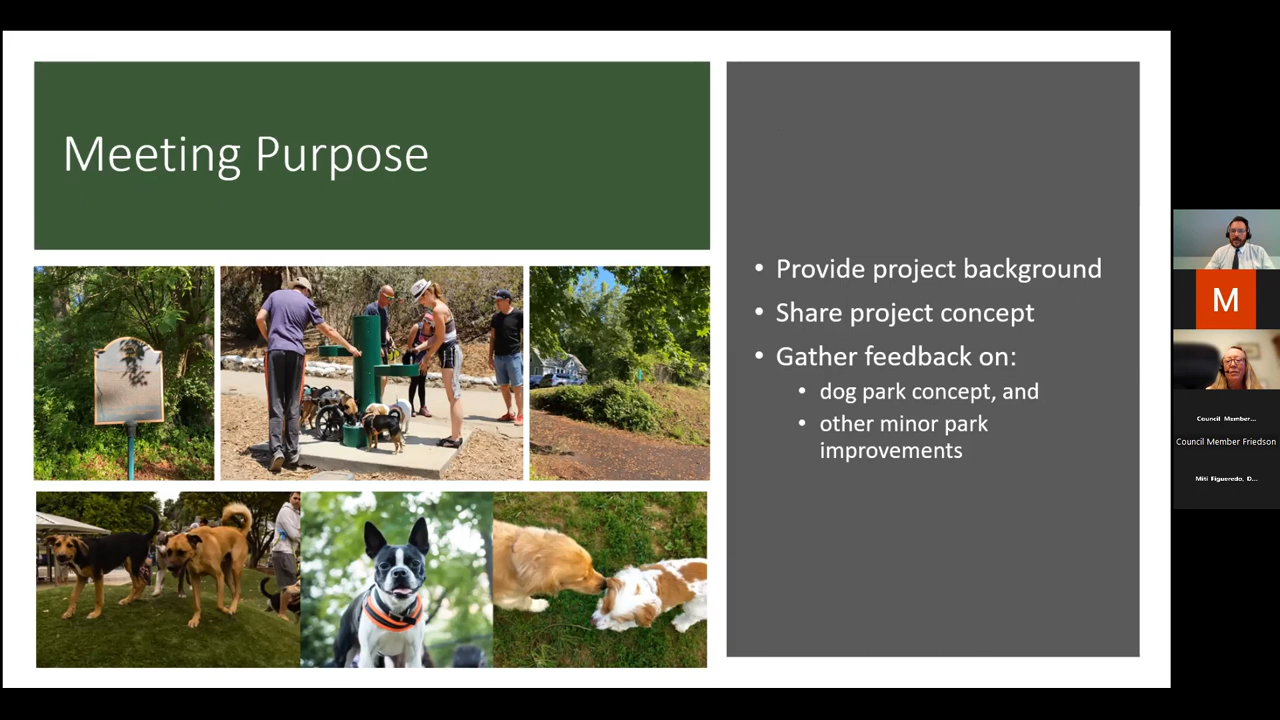 Meeting Purpose
• Provide project background
• Share project concept
• Gather feedback on:
• dog park concept, and
• other minor park
improvements
M
Council Member...
Council Member Friedson
Miti Figueredo, D...